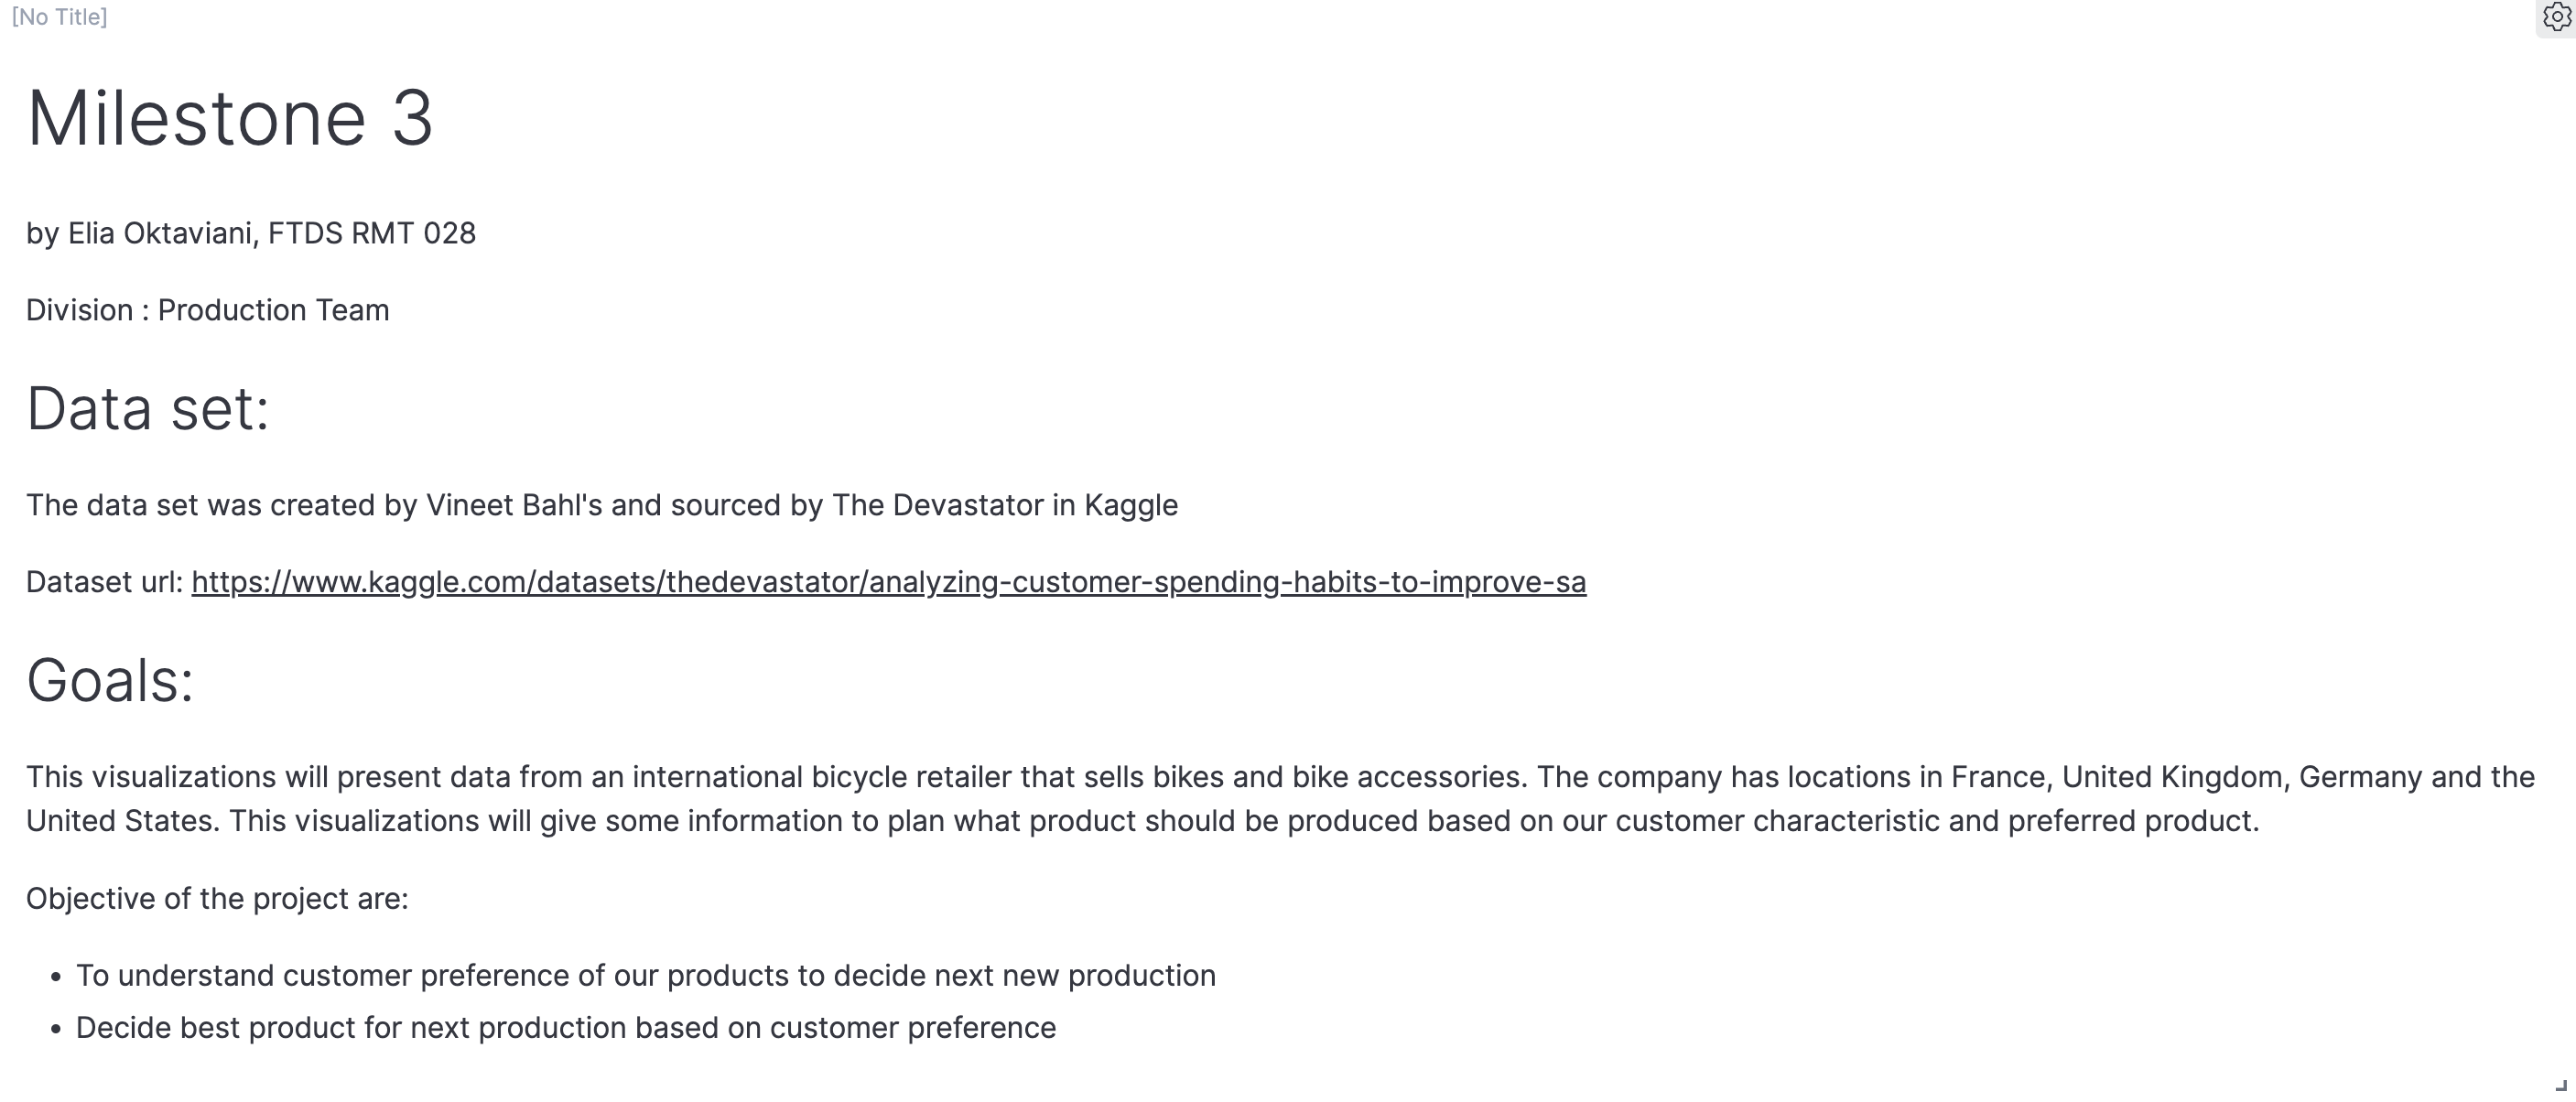 [No Title]
Milestone 3
by Elia Oktaviani, FTDS RMT 028
Division : Production Team
Data set:
The data set was created by Vineet Bahl's and sourced by The Devastator in Kaggle
Dataset url: https://www.kaggle.com/datasets/thedevastator/analyzing-customer-spending-habits-to-improve-sa
Goals:
This visualizations will present data from an international bicycle retailer that sells bikes and bike accessories. The company has locations in France, United Kingdom, Germany and the
United States. This visualizations will give some information to plan what product should be produced based on our customer characteristic and preferred product.
Objective of the project are:
• To understand customer preference of our products to decide next new production
• Decide best product for next production based on customer preference